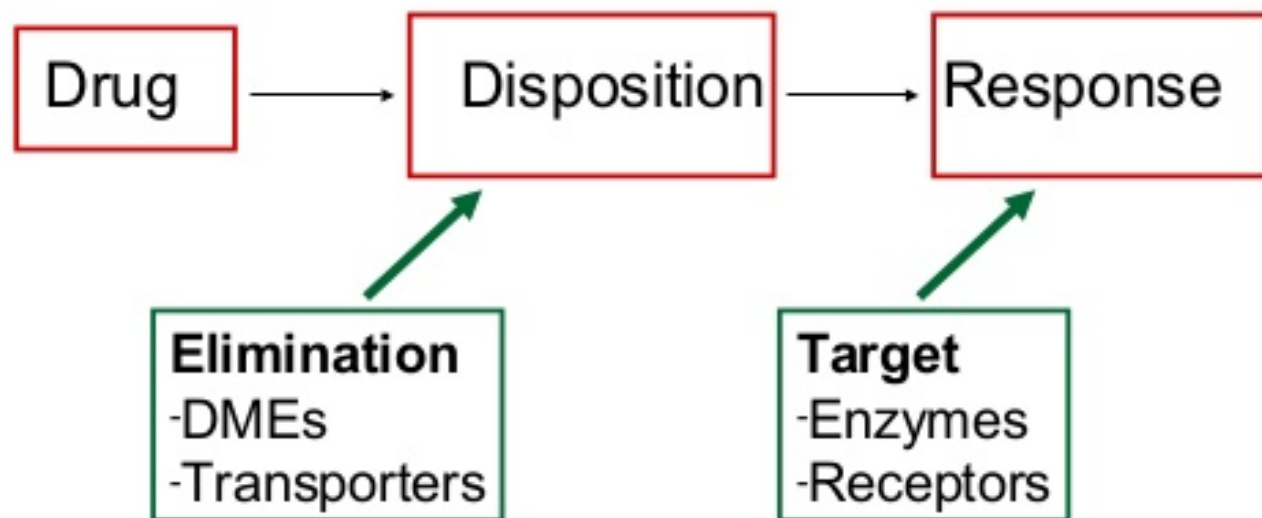 Drug
Disposition
Response
Elimination
-DMEs
-Transporters
Target
-Enzymes
-Receptors